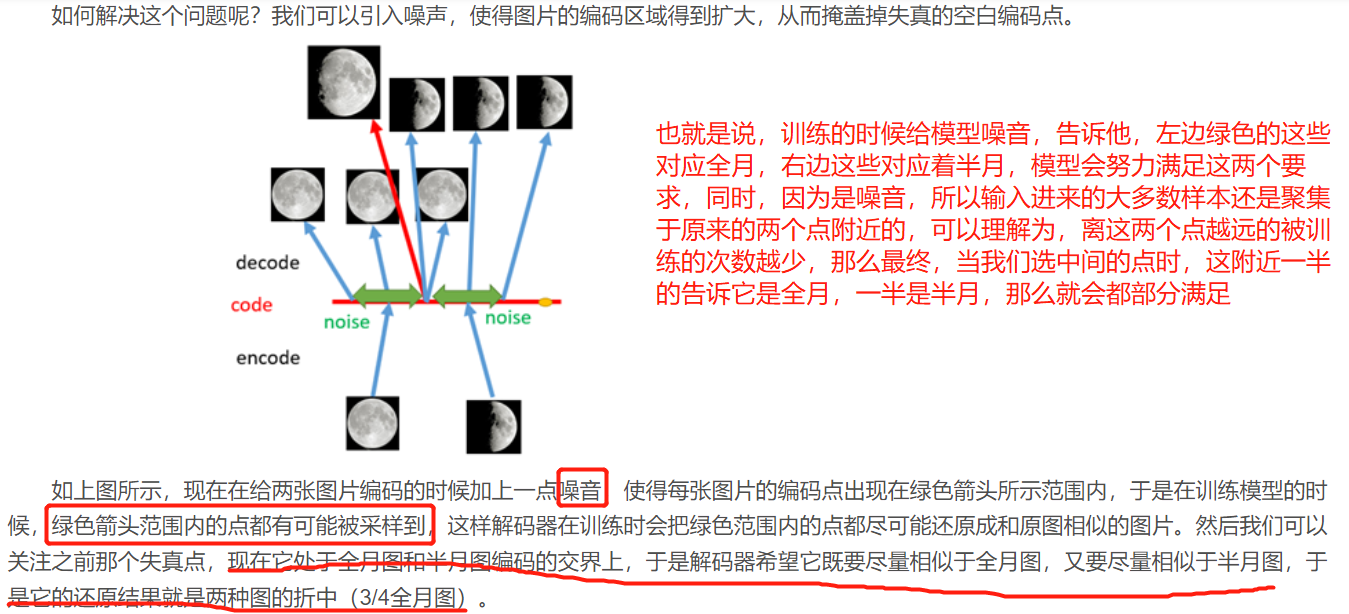 如何解决这个问题呢？我们可以引入噪声，使得图片的编码区域得到扩大，从而掩盖掉失真的空白编码点。
也就是说，训练的时候给模型噪音，告诉他，左边绿色的这些
对应全月，右边这些对应着半月，模型会努力满足这两个要
求，同时，因为是噪音，所以输入进来的大多数样本还是聚集
于原来的两个点附近的，可以理解为，离这两个点越远的被训
练的次数越少，那么最终，当我们选中间的点时，这附近一半
的告诉它是全月，一半是半月，那么就会都部分满足
decode
code
noise
noise
encode
如上图所示，现在在给两张图片编码的时候加上一点噪音，使得每张图片的编码点出现在绿色箭头所示范围内，于是在训练模型的时
候，绿色箭头范围内的点都有可能被采样到，这样解码器在训练时会把绿色范围内的点都尽可能还原成和原图相似的图片。然后我们可以
关注之前那个失真点，现在它处于全月图和半月图编码的交界上，于是解码器希望它既要尽量相似于全月图，又要尽量相似于半月图，于
是它的还原结果就是两种图的折中（3/4全月图）。